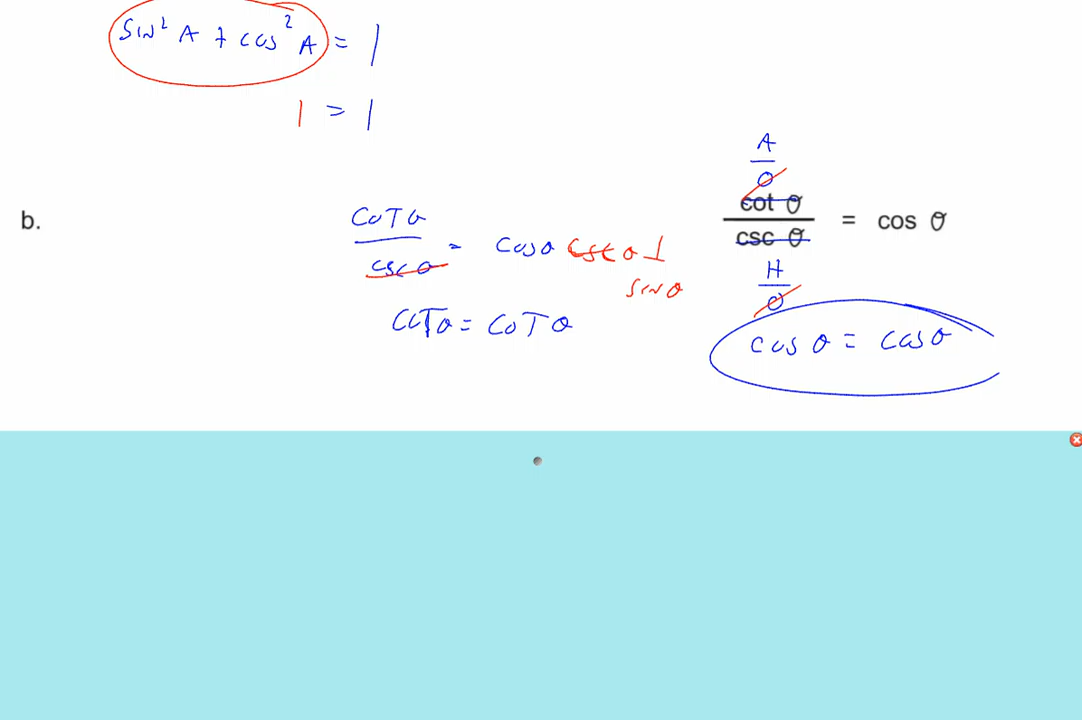 sin² A + cos² A = 1
1 = 1
b.
COT θ / csc θ = cos θ csc θ 1 / sin θ
COT θ = COT θ
A / O
cot θ / csc θ = cos θ
H / O
cos θ = cos θ